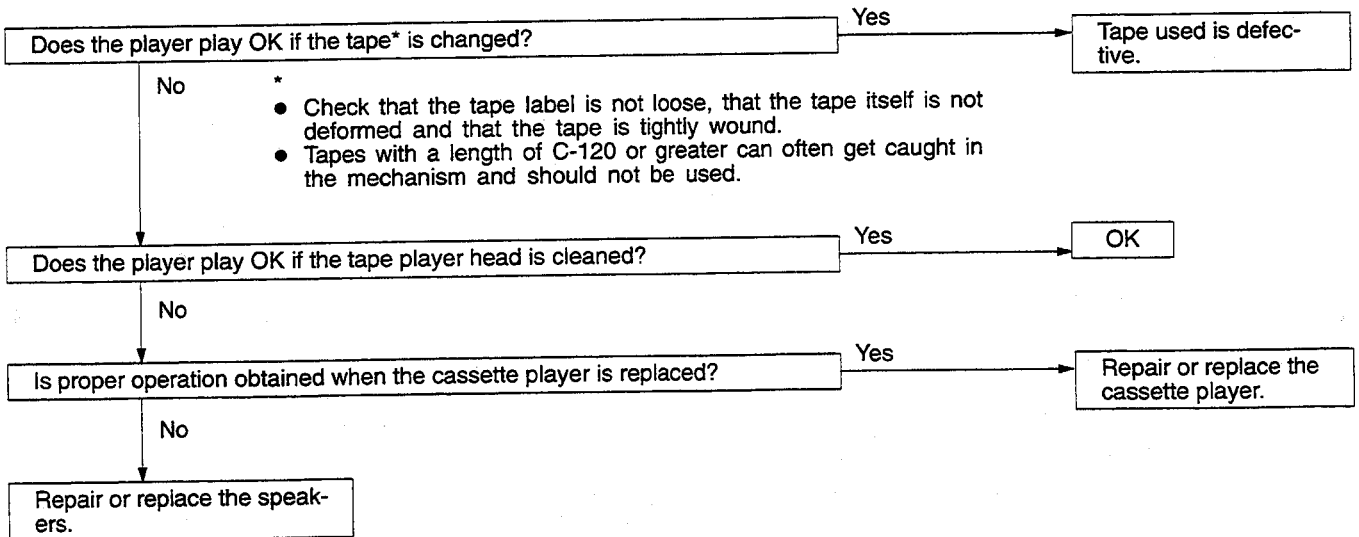 Does the player play OK if the tape* is changed?
Yes
Tape used is defec-
tive.
No
*
● Check that the tape label is not loose, that the tape itself is not
deformed and that the tape is tightly wound.
● Tapes with a length of C-120 or greater can often get caught in
the mechanism and should not be used.
Does the player play OK if the tape player head is cleaned?
Yes
OK
No
Is proper operation obtained when the cassette player is replaced?
Yes
Repair or replace the
cassette player.
No
Repair or replace the speak-
ers.